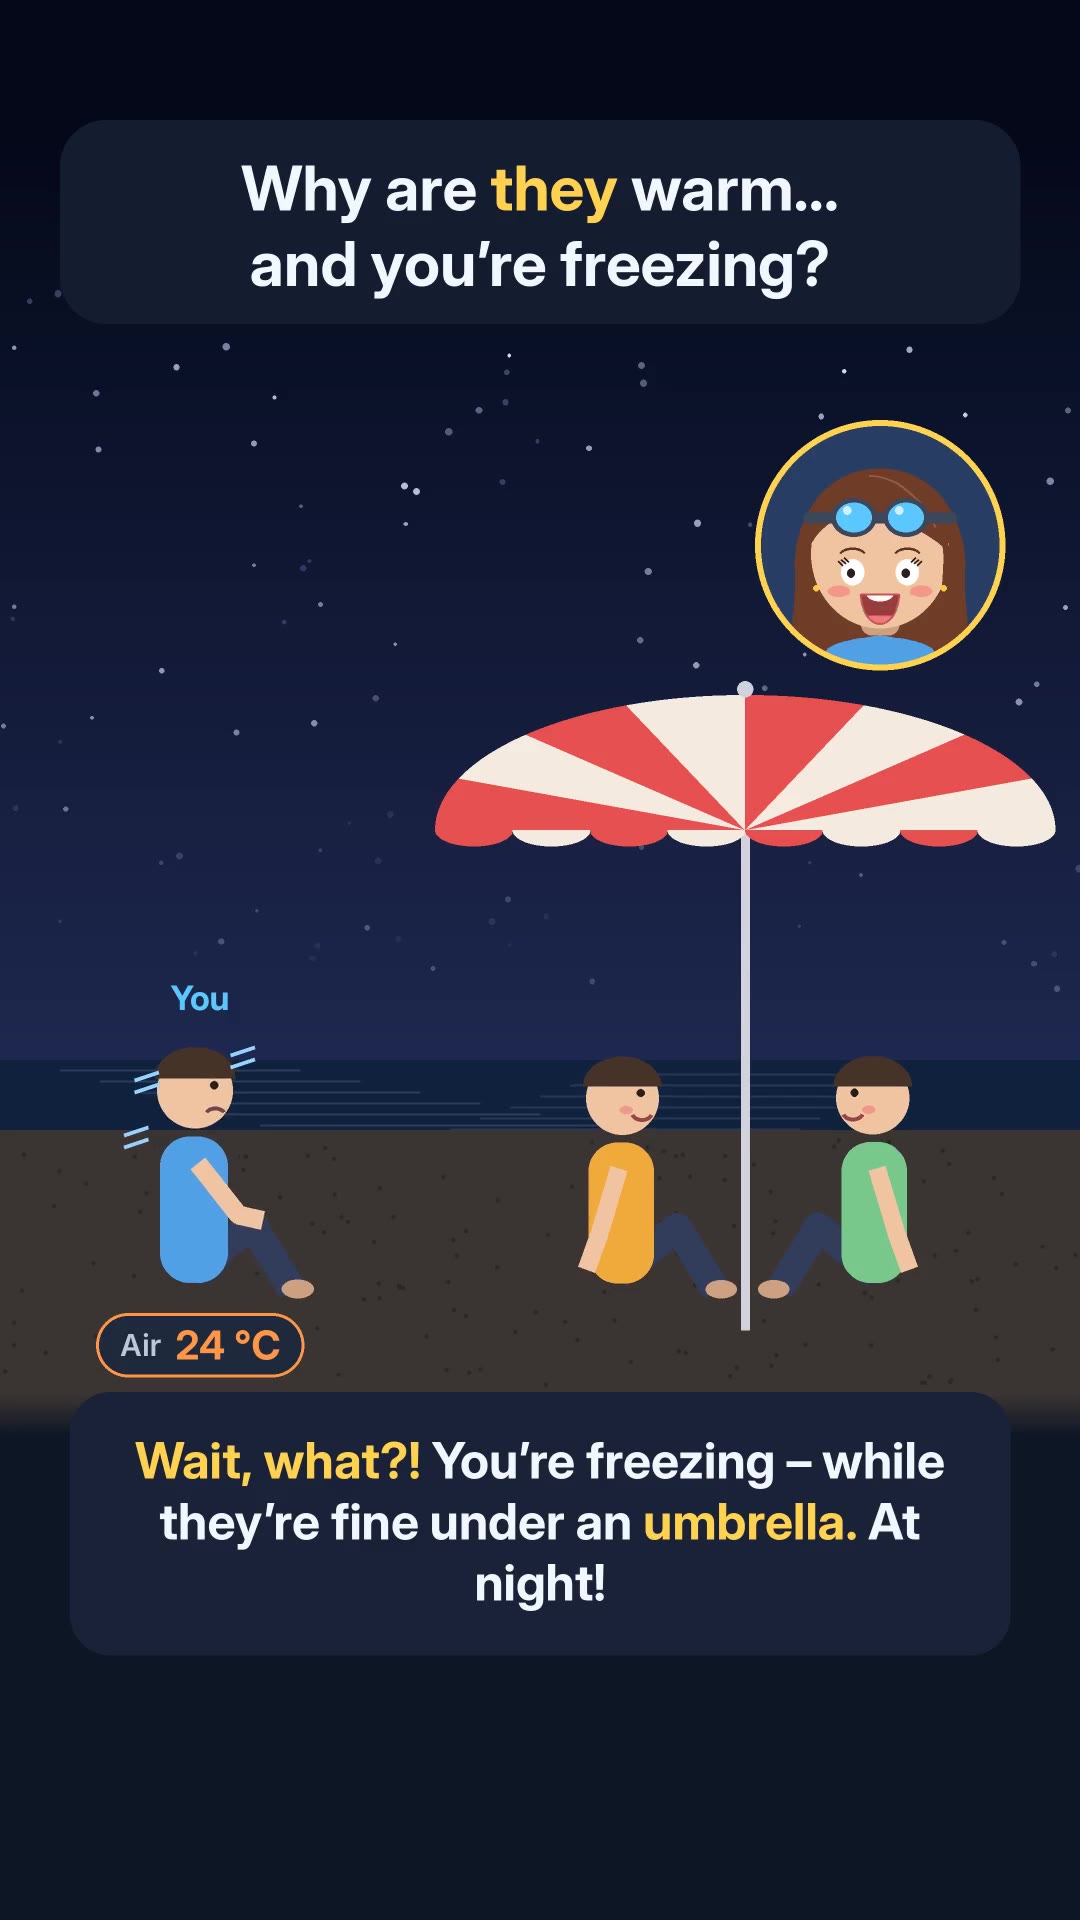 Why are they warm...
and you're freezing?
You
Air 24 °C
Wait, what?! You're freezing – while
they're fine under an umbrella. At
night!